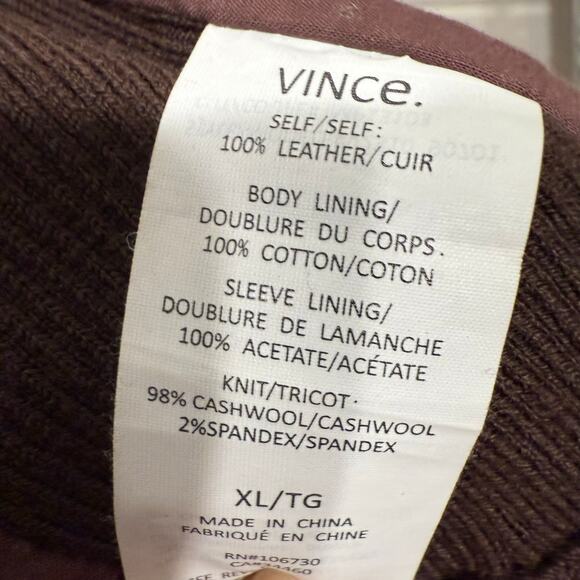 VINCE.
SELF/SELF:
100% LEATHER/CUIR
BODY LINING/
DOUBLURE DU CORPS.
100% COTTON/COTON
SLEEVE LINING/
DOUBLURE DE LAMANCHE
100% ACETATE/ACÉTATE
KNIT/TRICOT·
98% CASHWOOL/CASHWOOL
2%SPANDEX/SPANDEX
XL/TG
MADE IN CHINA
FABRIQUÉ EN CHINE
RN#106730